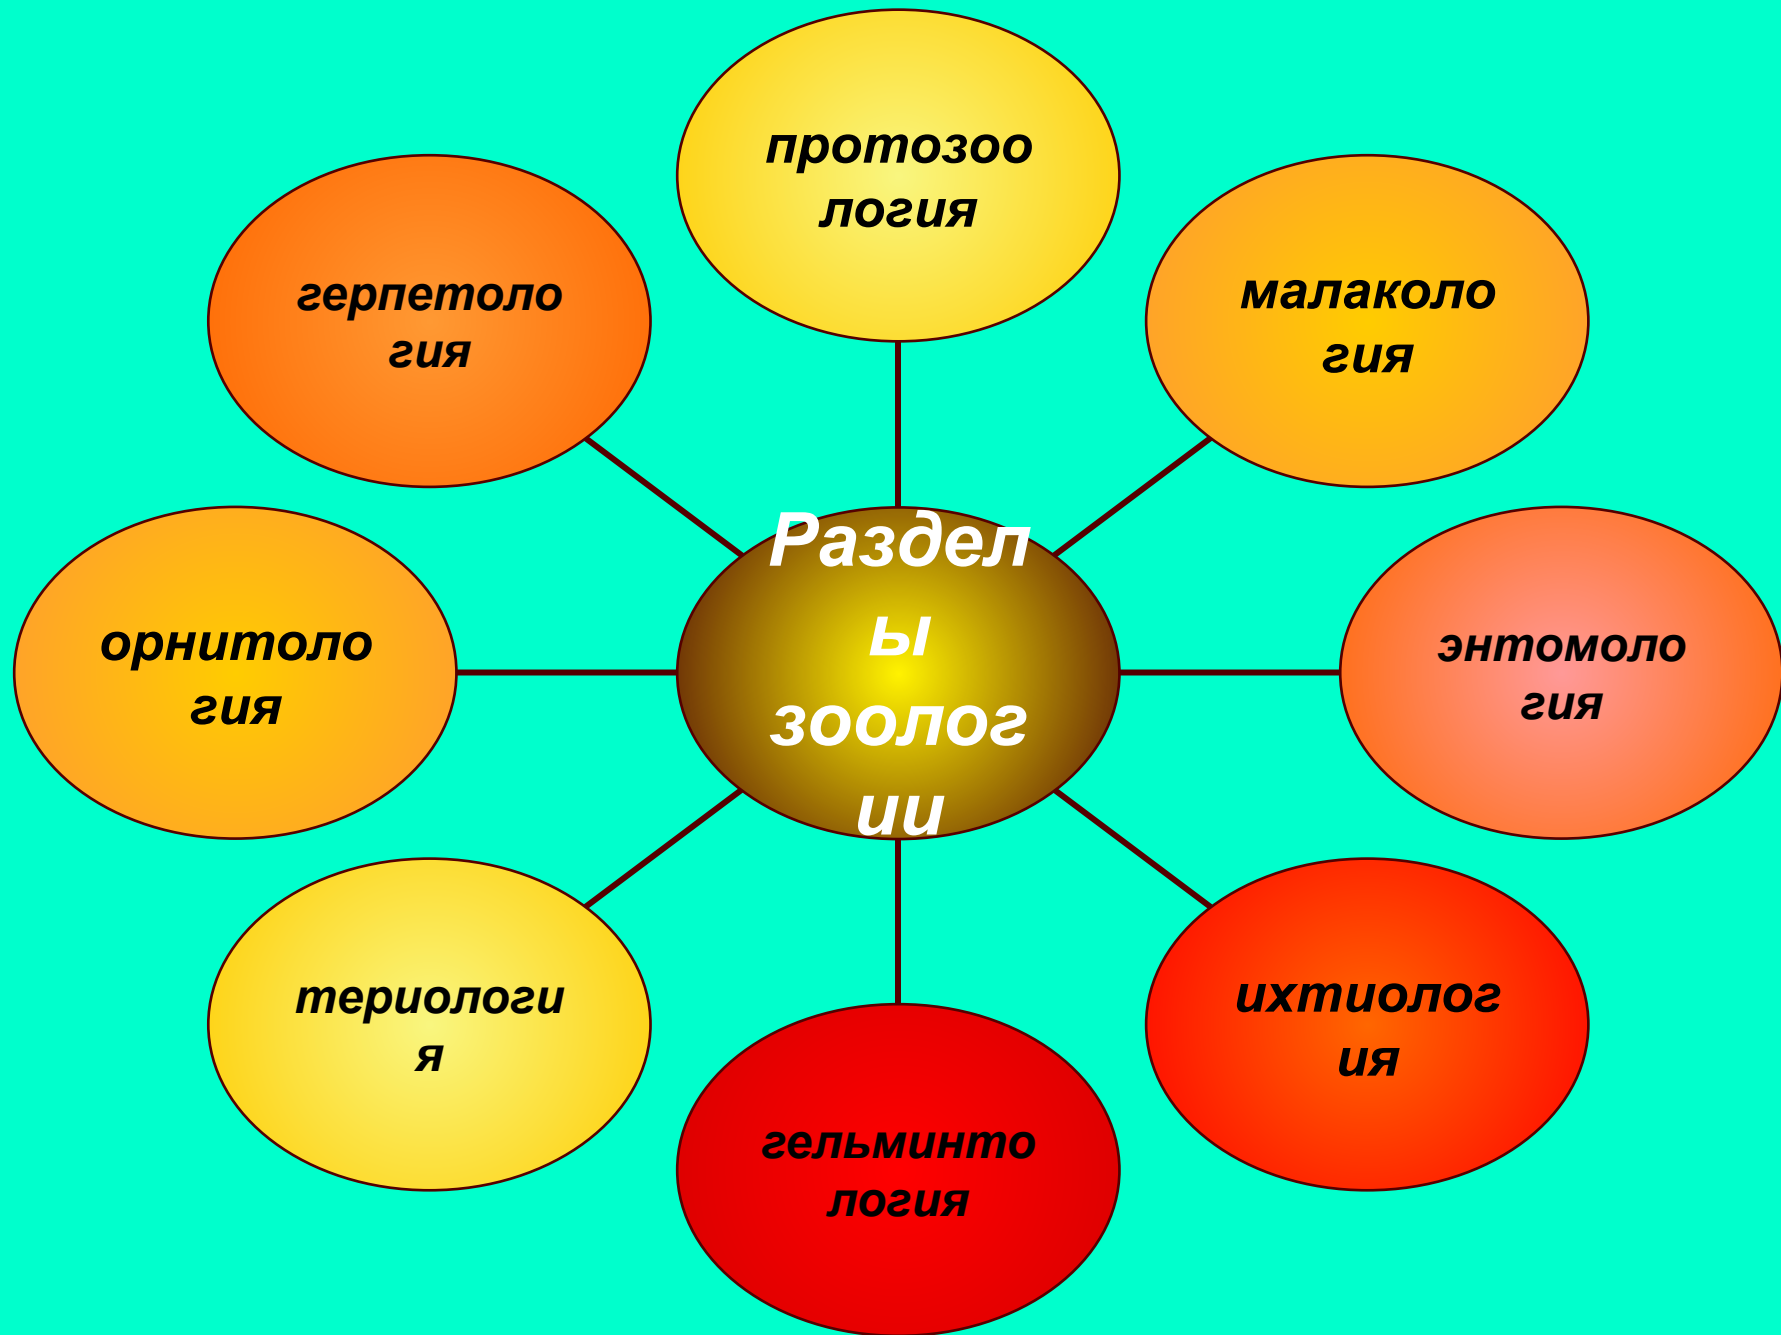 протозоо
логия
малаколо
гия
энтомоло
гия
ихтиолог
ия
гельминто
логия
териологи
я
орнитоло
гия
герпетоло
гия
Раздел
ы
зоолог
ии